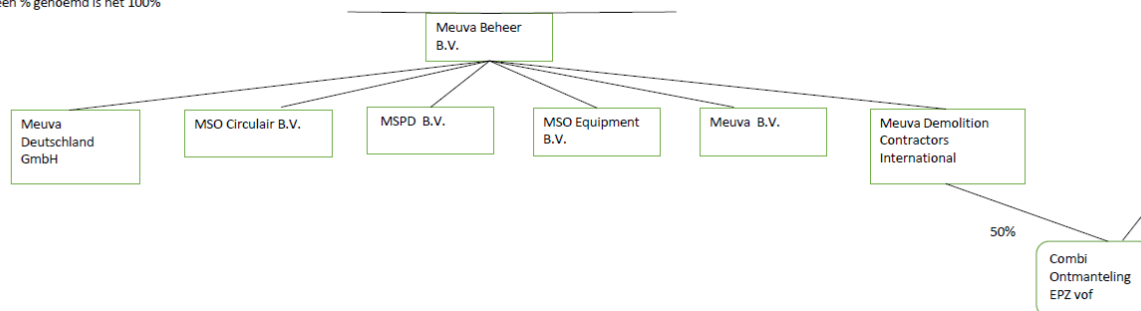 een % genoemd is het 100%
Meuva Beheer
B.V.
Meuva
Deutschland
GmbH
MSO Circulair B.V.
MSPD B.V.
MSO Equipment
B.V.
Meuva B.V.
Meuva Demolition
Contractors
International
50%
Combi
Ontmanteling
EPZ vof